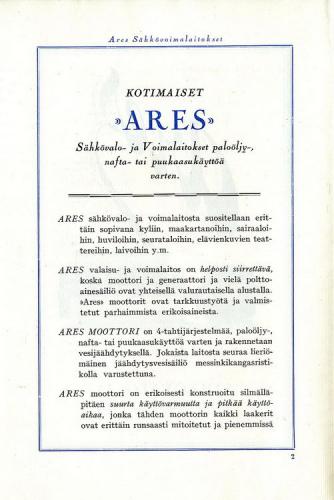 Ares Sähkövoimalaitokset
KOTIMAISET
»ARES»
Sähkövalo- ja Voimalaitokset paloöljy-,
nafta- tai puukaasukäyttöä
varten.
ARES sähkövalo- ja voimalaitosta suositellaan erit-
täin sopivana kyliin, maakartanoihin, sairaaloi-
hin, huviloihin, seurataloihin, elävienkuvien teat-
tereihin, laivoihin y.m.
ARES valaisu- ja voimalaitos on helposti siirrettävä,
koska moottori ja generaattori ja vielä poltto-
ainesäiliö ovat yhteisellä valurautaisella alustalla.
»Ares» moottorit ovat tarkkuustyötä ja valmis-
tetut parhaimmista erikoisaineista.
ARES MOOTTORI on 4-tahtijärjestelmää, paloöljy-,
nafta- tai puukaasukäyttöä varten ja rakennetaan
vesijäähdytyksellä. Jokaista laitosta seuraa lieriö-
mäinen jäähdytysvesisäiliö messinkikangasristi-
kolla varustettuna.
ARES moottori on erikoisesti konstruoitu silmällä-
pitäen suurta käyttövarmuutta ja pitkää käyttö-
aikaa, jonka tähden moottorin kaikki laakerit
ovat erittäin runsaasti mitoitetut ja pienemmissä
2